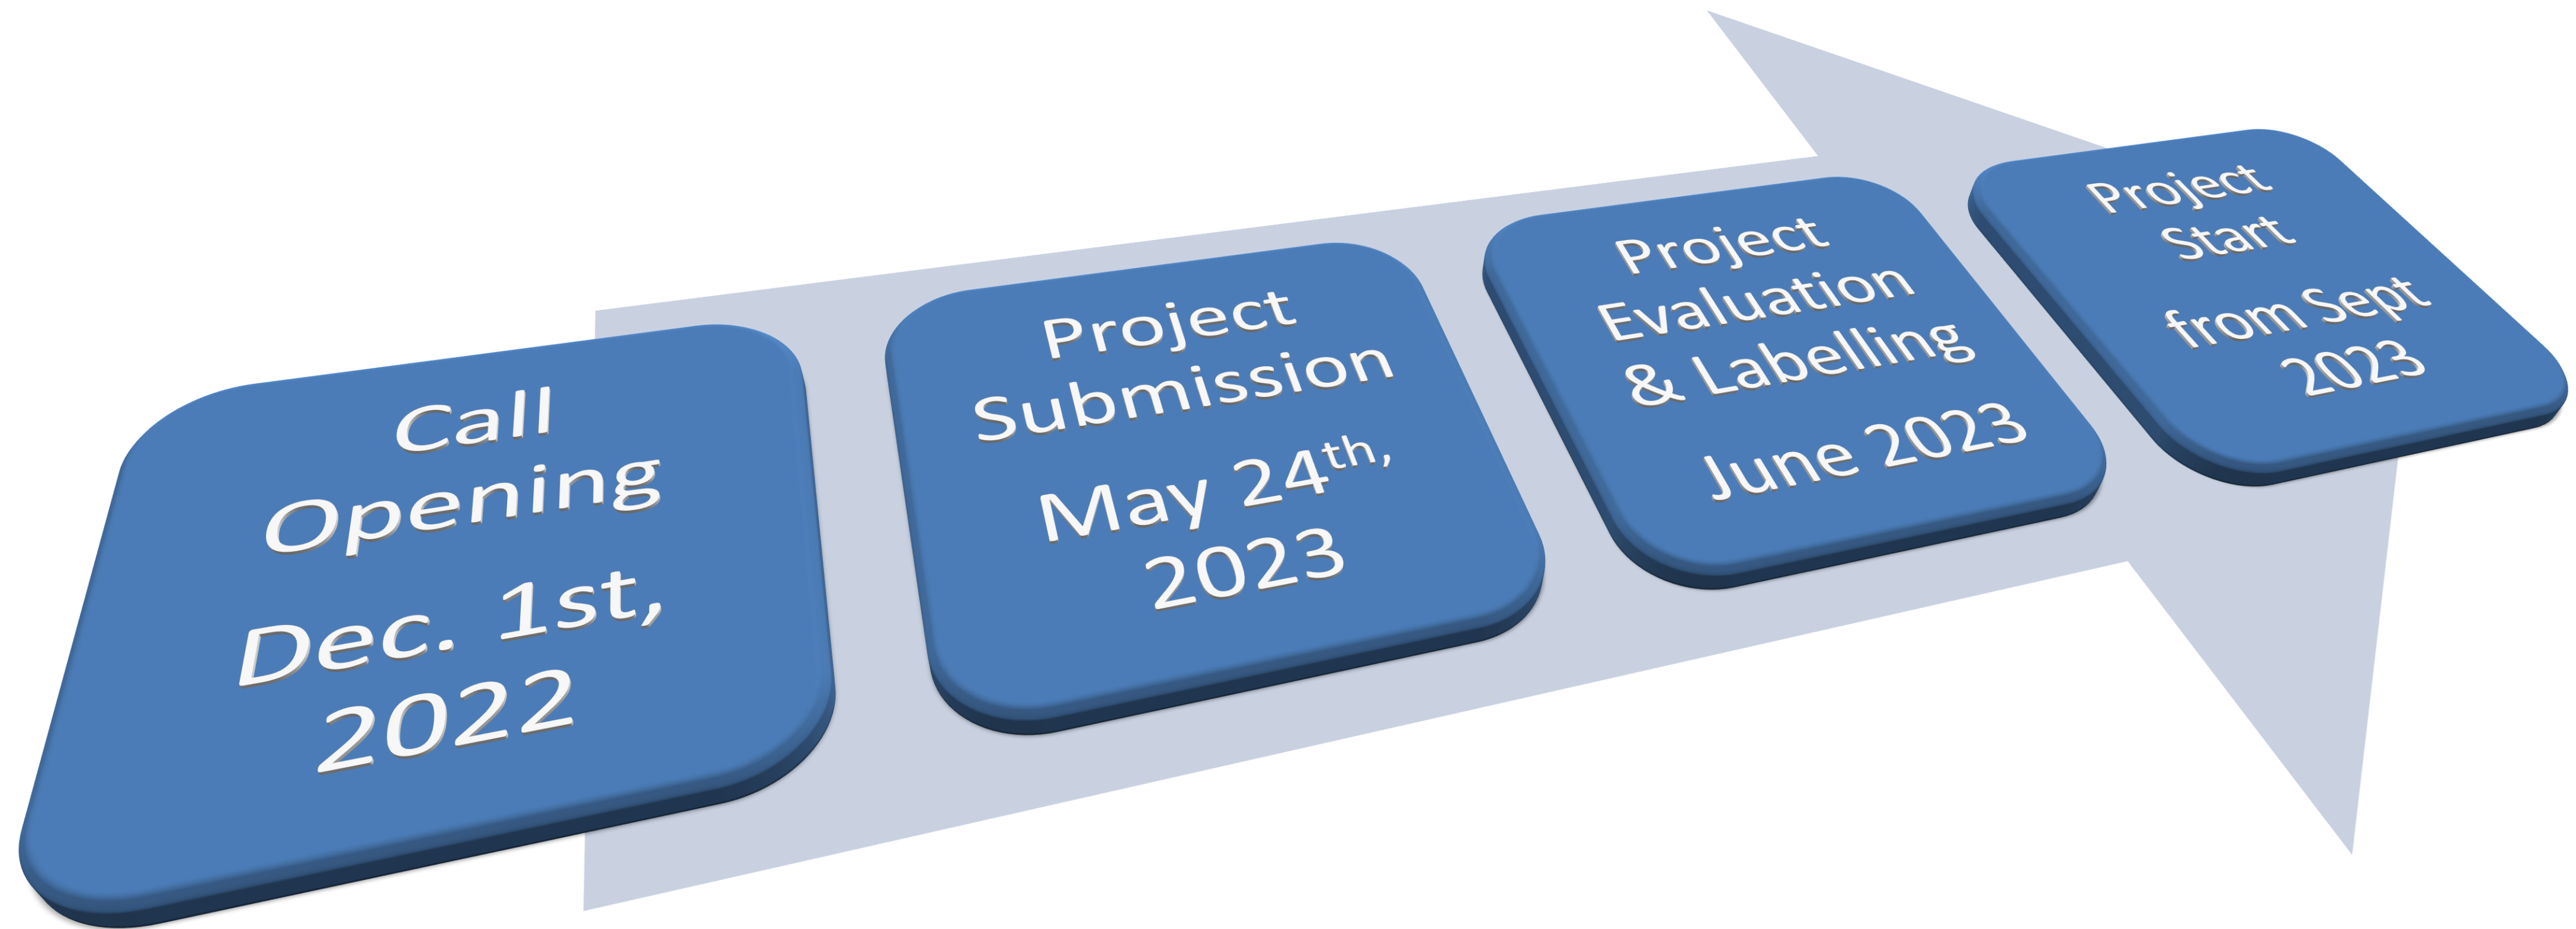 Call
Opening
Dec. 1st,
2022
Project
Submission
May 24th,
2023
Project
Evaluation
& Labelling
June 2023
Project
Start
from Sept
2023